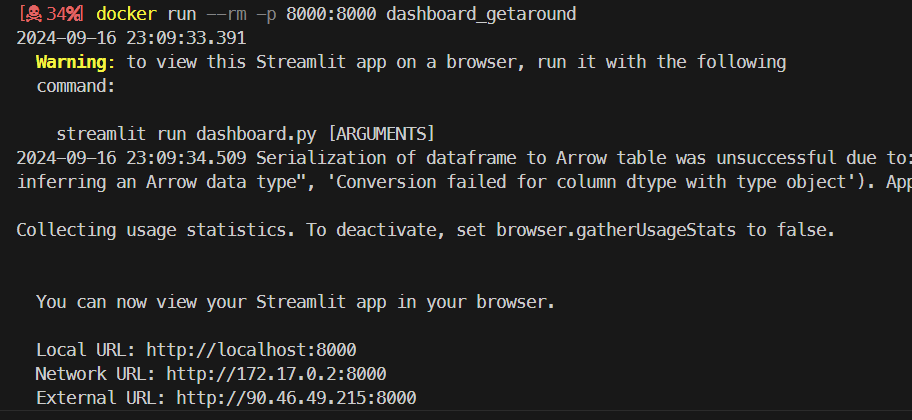 [☠34%] docker run --rm -p 8000:8000 dashboard_getaround
2024-09-16 23:09:33.391
Warning: to view this Streamlit app on a browser, run it with the following
command:
streamlit run dashboard.py [ARGUMENTS]
2024-09-16 23:09:34.509 Serialization of dataframe to Arrow table was unsuccessful due to:
inferring an Arrow data type", 'Conversion failed for column dtype with type object'). App
Collecting usage statistics. To deactivate, set browser.gatherUsageStats to false.
You can now view your Streamlit app in your browser.
Local URL: http://localhost:8000
Network URL: http://172.17.0.2:8000
External URL: http://90.46.49.215:8000